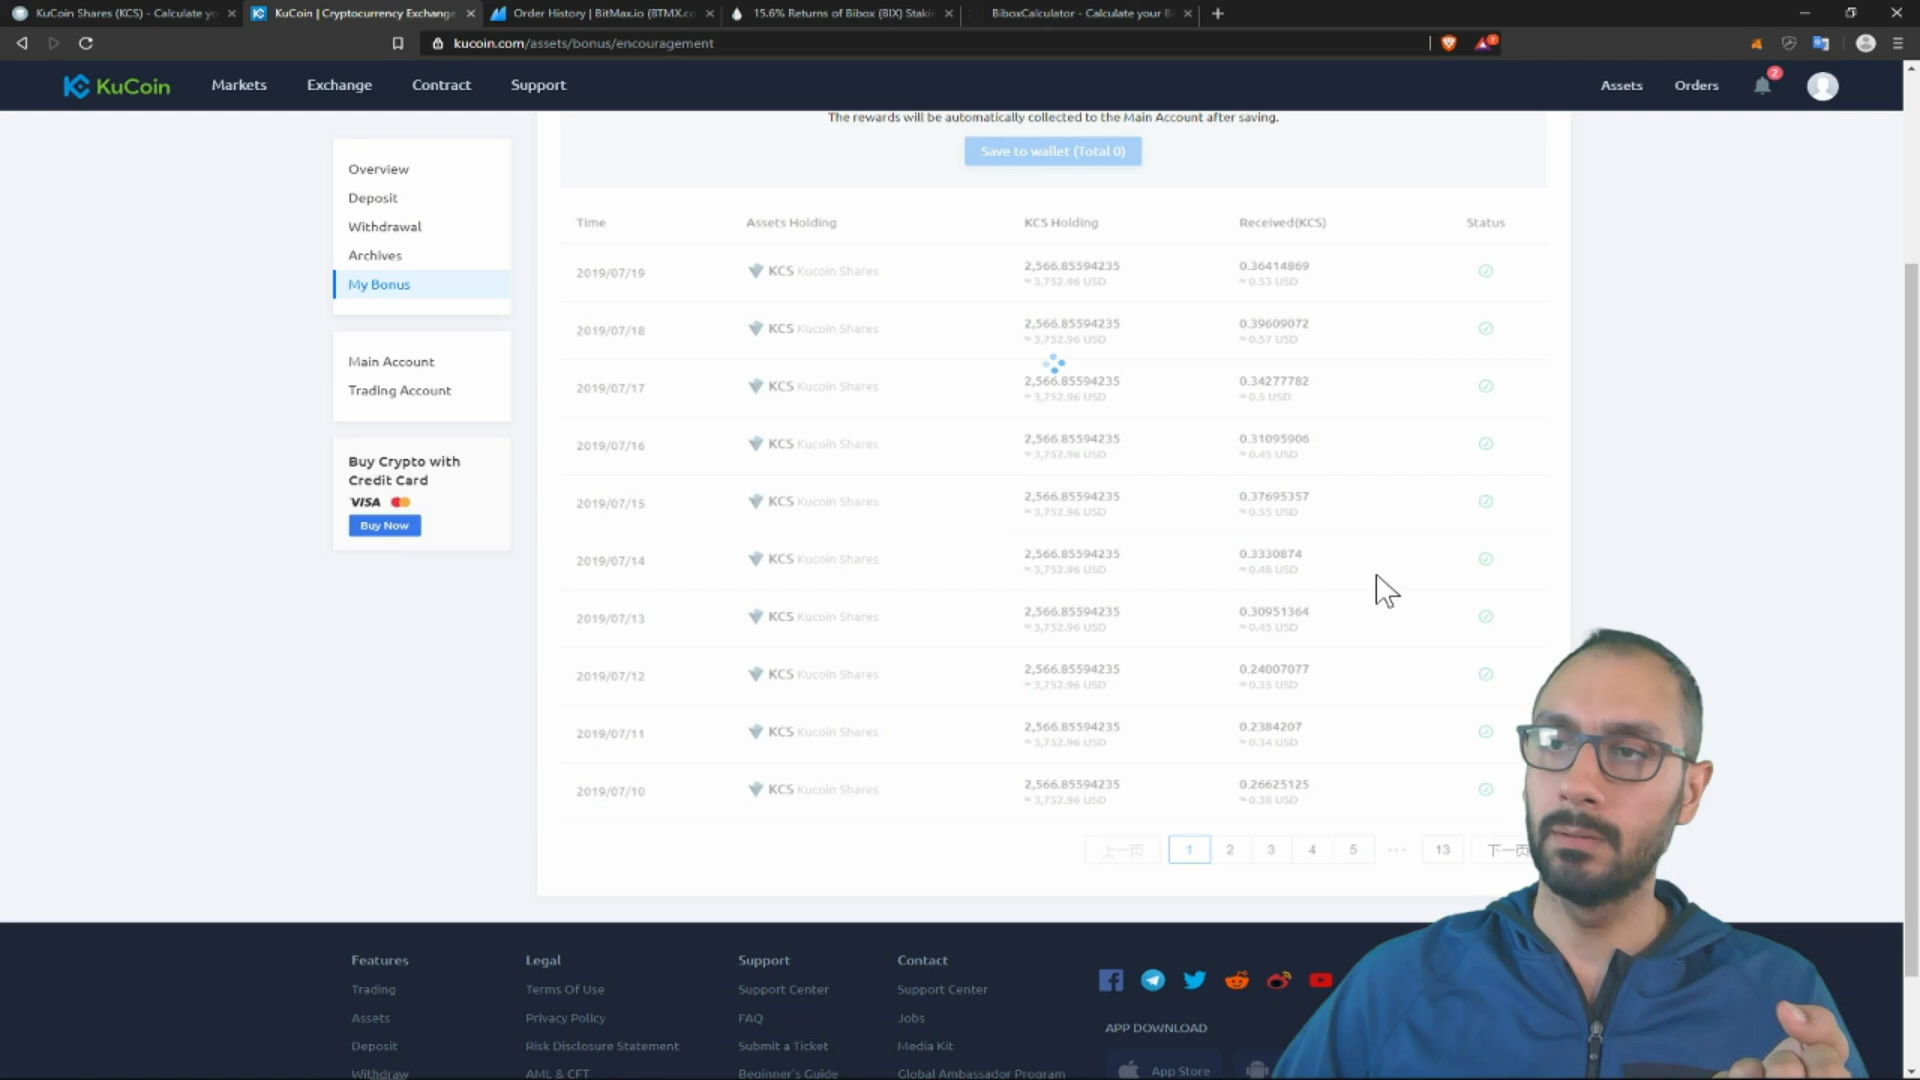 KuCoin Shares (KCS) - Calculate yo
KuCoin | Cryptocurrency Exchange
Order History | BitMax.io (BTMX.co
15.6% Returns of Bibox (BIX) Staki
BiboxCalculator - Calculate your B
kucoin.com/assets/bonus/encouragement
KuCoin
Markets
Exchange
Contract
Support
Assets
Orders
2
The rewards will be automatically collected to the Main Account after saving.
Save to wallet (Total 0)
Overview
Deposit
Withdrawal
Archives
My Bonus
Main Account
Trading Account
Buy Crypto with
Credit Card
VISA
Buy Now
Time Assets Holding KCS Holding Received(KCS) Status
2019/07/19 KCS Kucoin Shares 2,566.85594235 0.36414869
≈ 3,752.96 USD ≈ 0.53 USD
2019/07/18 KCS Kucoin Shares 2,566.85594235 0.39609072
≈ 3,752.96 USD ≈ 0.57 USD
2019/07/17 KCS Kucoin Shares 2,566.85594235 0.34277782
≈ 3,752.96 USD ≈ 0.5 USD
2019/07/16 KCS Kucoin Shares 2,566.85594235 0.31095906
≈ 3,752.96 USD ≈ 0.45 USD
2019/07/15 KCS Kucoin Shares 2,566.85594235 0.37695357
≈ 3,752.96 USD ≈ 0.55 USD
2019/07/14 KCS Kucoin Shares 2,566.85594235 0.3330874
≈ 3,752.96 USD ≈ 0.48 USD
2019/07/13 KCS Kucoin Shares 2,566.85594235 0.30951364
≈ 3,752.96 USD ≈ 0.45 USD
2019/07/12 KCS Kucoin Shares 2,566.85594235 0.24007077
≈ 3,752.96 USD ≈ 0.35 USD
2019/07/11 KCS Kucoin Shares 2,566.85594235 0.2384207
≈ 3,752.96 USD ≈ 0.34 USD
2019/07/10 KCS Kucoin Shares 2,566.85594235 0.26625125
≈ 3,752.96 USD ≈ 0.38 USD
上一页 1 2 3 4 5 ··· 13 下一页
Features
Trading
Assets
Deposit
Withdraw
Legal
Terms Of Use
Privacy Policy
Risk Disclosure Statement
AML & CFT
Support
Support Center
FAQ
Submit a Ticket
Beginner's Guide
Contact
Support Center
Jobs
Media Kit
Global Ambassador Program
APP DOWNLOAD
App Store